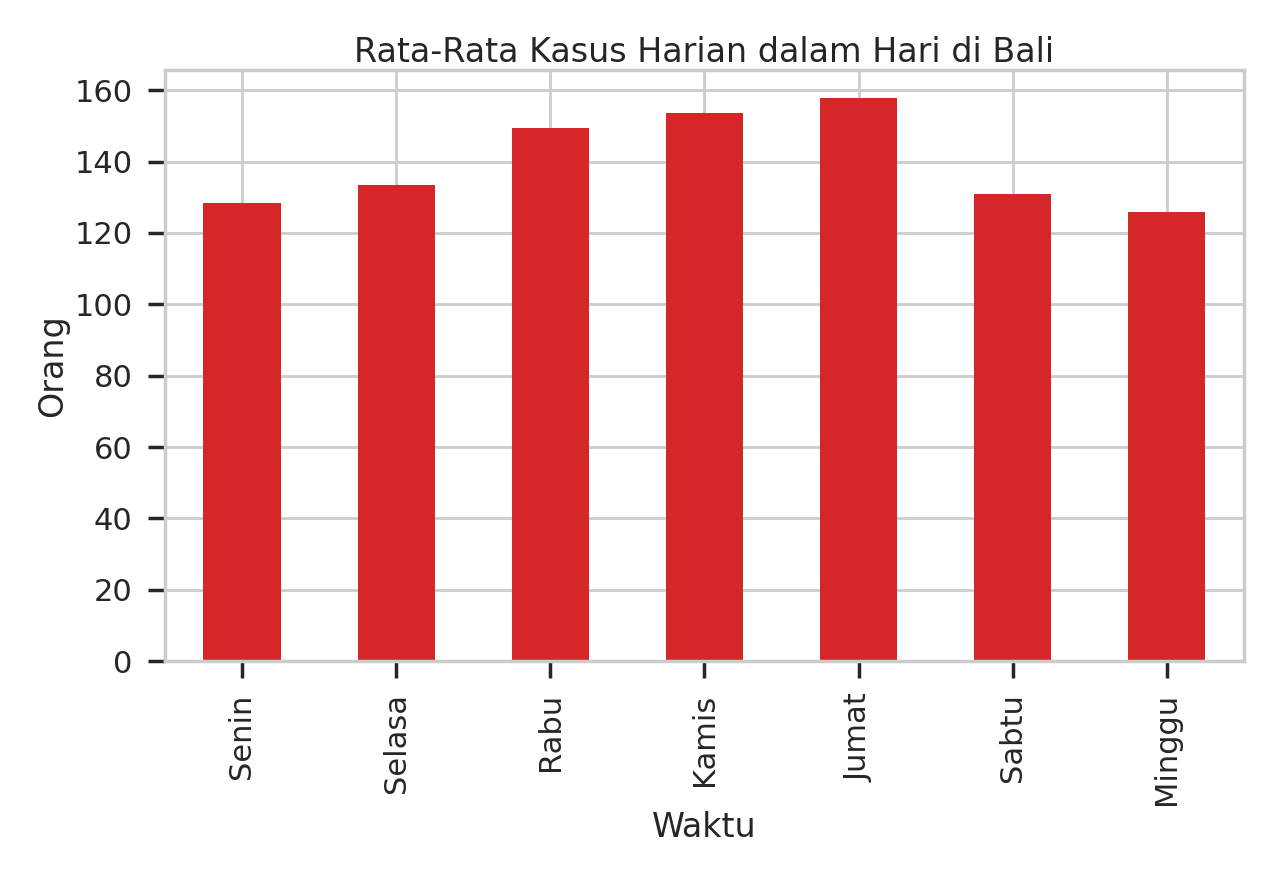 Rata-Rata Kasus Harian dalam Hari di Bali
160
140
120
100
80
60
40
20
0
Orang
Senin
Selasa
Rabu
Kamis
Jumat
Sabtu
Minggu
Waktu